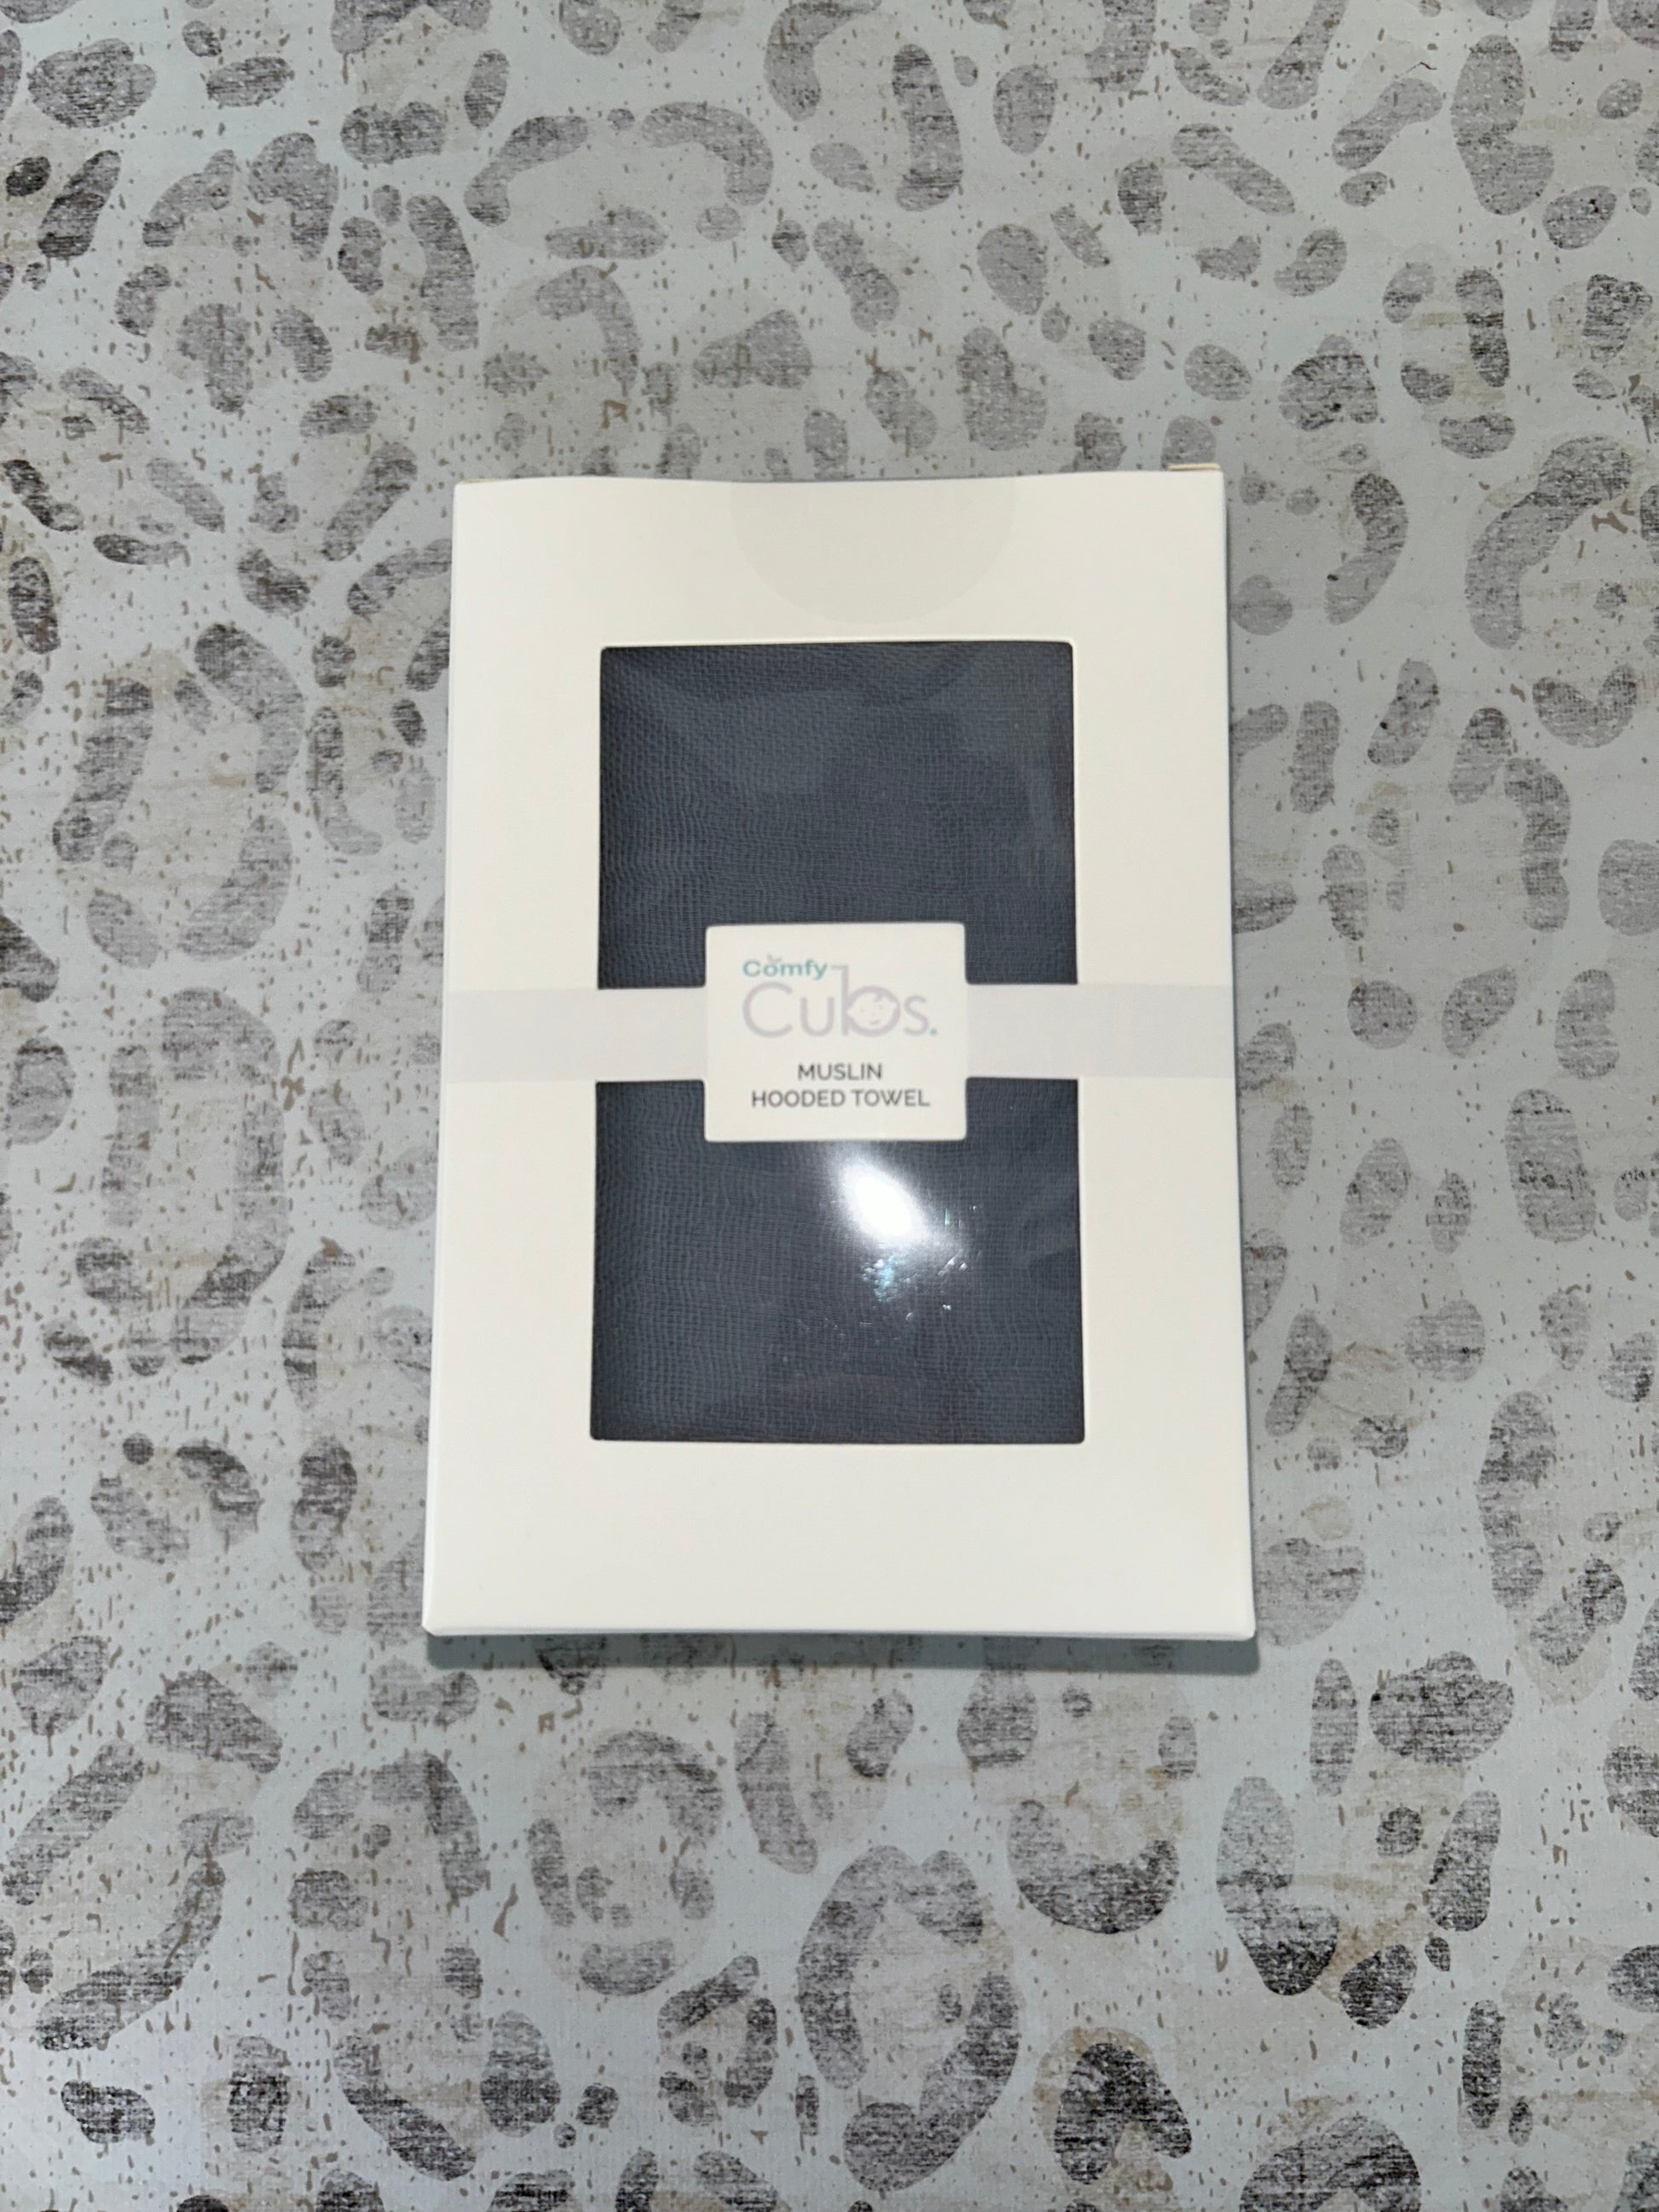 Comfy
Cubs.
MUSLIN
HOODED TOWEL